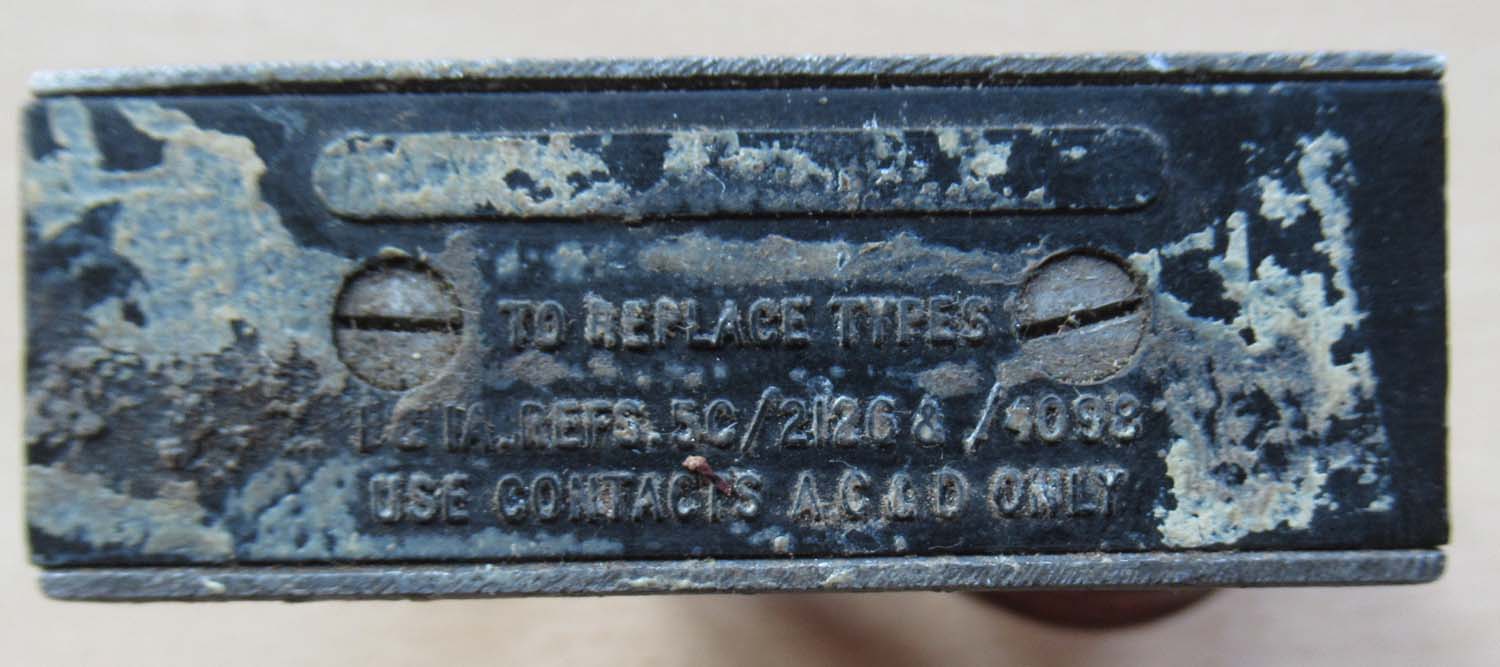 TO REPLACE TYPES
L & M. REFS. 5C/2126 & /4098
USE CONTACTS A.C & D ONLY